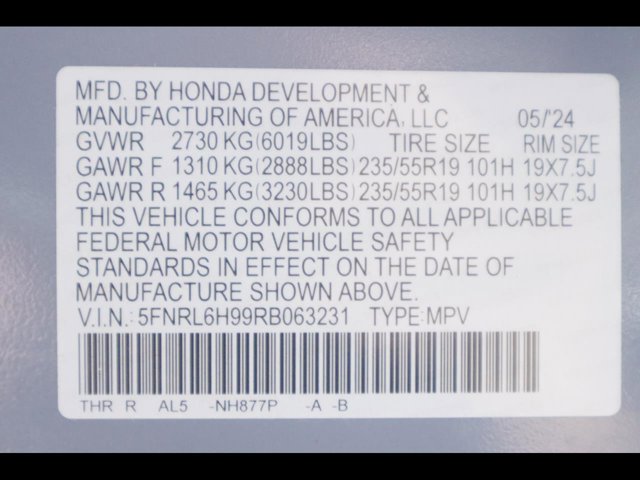 MFD. BY HONDA DEVELOPMENT &
MANUFACTURING OF AMERICA, LLC 05/'24
GVWR 2730 KG(6019LBS) TIRE SIZE RIM SIZE
GAWR F 1310 KG(2888LBS) 235/55R19 101H 19X7.5J
GAWR R 1465 KG(3230LBS) 235/55R19 101H 19X7.5J
THIS VEHICLE CONFORMS TO ALL APPLICABLE
FEDERAL MOTOR VEHICLE SAFETY
STANDARDS IN EFFECT ON THE DATE OF
MANUFACTURE SHOWN ABOVE.
V.I.N.: 5FNRL6H99RB063231 TYPE:MPV
THR R AL5 -NH877P -A -B